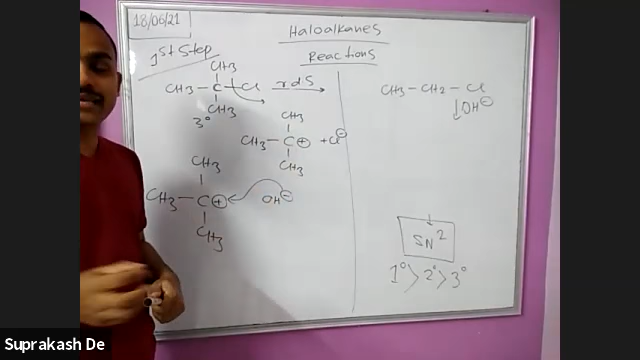 18/06/21
Haloalkanes
Reactions
1st Step
CH3
CH3 - C - Cl r.d.S
CH3
3°
CH3
CH3 - C⊕ + Cl⊖
CH3
CH3
CH3 - C⊕ OH⊖
CH3
CH3 - CH2 - Cl
↓OH⊖
SN2
1° > 2° > 3°
Suprakash De